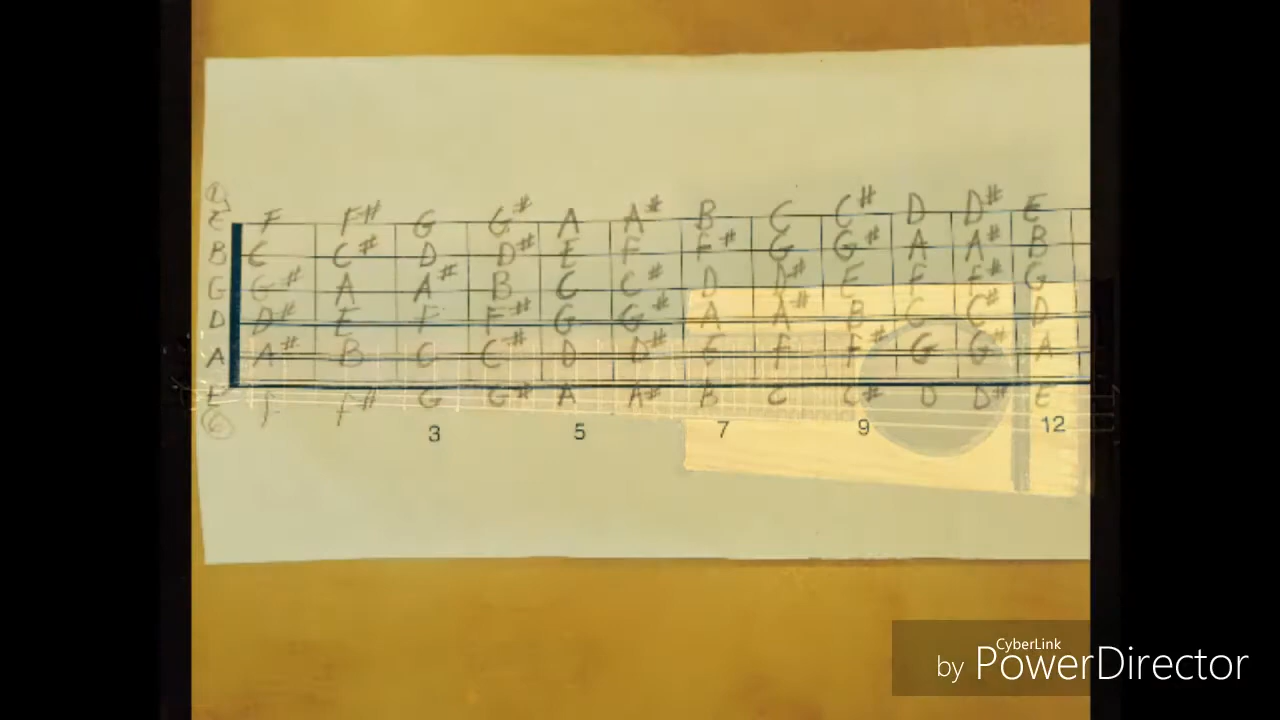 ①
E F F# G G# A A# B C C# D D# E
B C C# D D# E F F# G G# A A# B
G G# A A# B C C# D D# E F F# G
D D# E F F# G G# A A# B C C# D
A A# B C C# D D# E F F# G G# A
E F F# G G# A A# B C C# D D# E
⑥
3 5 7 9 12
CyberLink
by PowerDirector